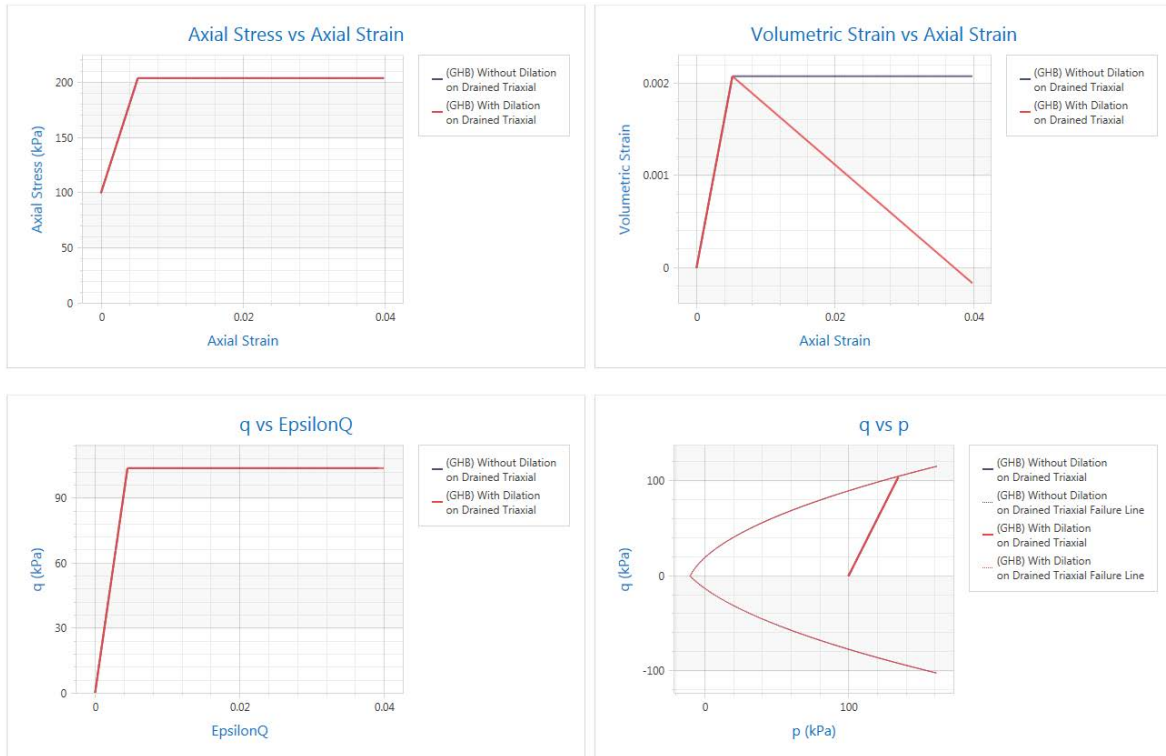 Axial Stress vs Axial Strain
Axial Stress (kPa)
200
150
100
50
0
0
0.02
0.04
Axial Strain
(GHB) Without Dilation
on Drained Triaxial
(GHB) With Dilation
on Drained Triaxial
Volumetric Strain vs Axial Strain
Volumetric Strain
0.002
0.001
0
0
0.02
0.04
Axial Strain
(GHB) Without Dilation
on Drained Triaxial
(GHB) With Dilation
on Drained Triaxial
q vs EpsilonQ
q (kPa)
90
60
30
0
0
0.02
0.04
EpsilonQ
(GHB) Without Dilation
on Drained Triaxial
(GHB) With Dilation
on Drained Triaxial
q vs p
q (kPa)
100
0
-100
0
100
p (kPa)
(GHB) Without Dilation
on Drained Triaxial
(GHB) Without Dilation
on Drained Triaxial Failure Line
(GHB) With Dilation
on Drained Triaxial
(GHB) With Dilation
on Drained Triaxial Failure Line